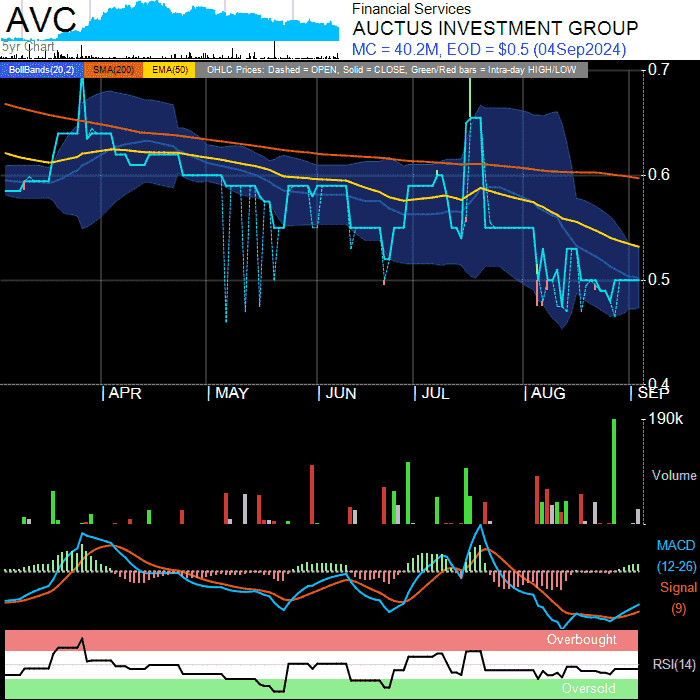 AVC
5yr Chart
Financial Services
AUCTUS INVESTMENT GROUP
MC = 40.2M, EOD = $0.5 (04Sep2024)
BollBands(20,2) SMA(200) EMA(50) OHLC Prices: Dashed = OPEN, Solid = CLOSE, Green/Red bars = Intra-day HIGH/LOW
0.7
0.6
0.5
0.4
APR MAY JUN JUL AUG SEP
190k
Volume
MACD
(12-26)
Signal
(9)
Overbought
RSI(14)
Oversold